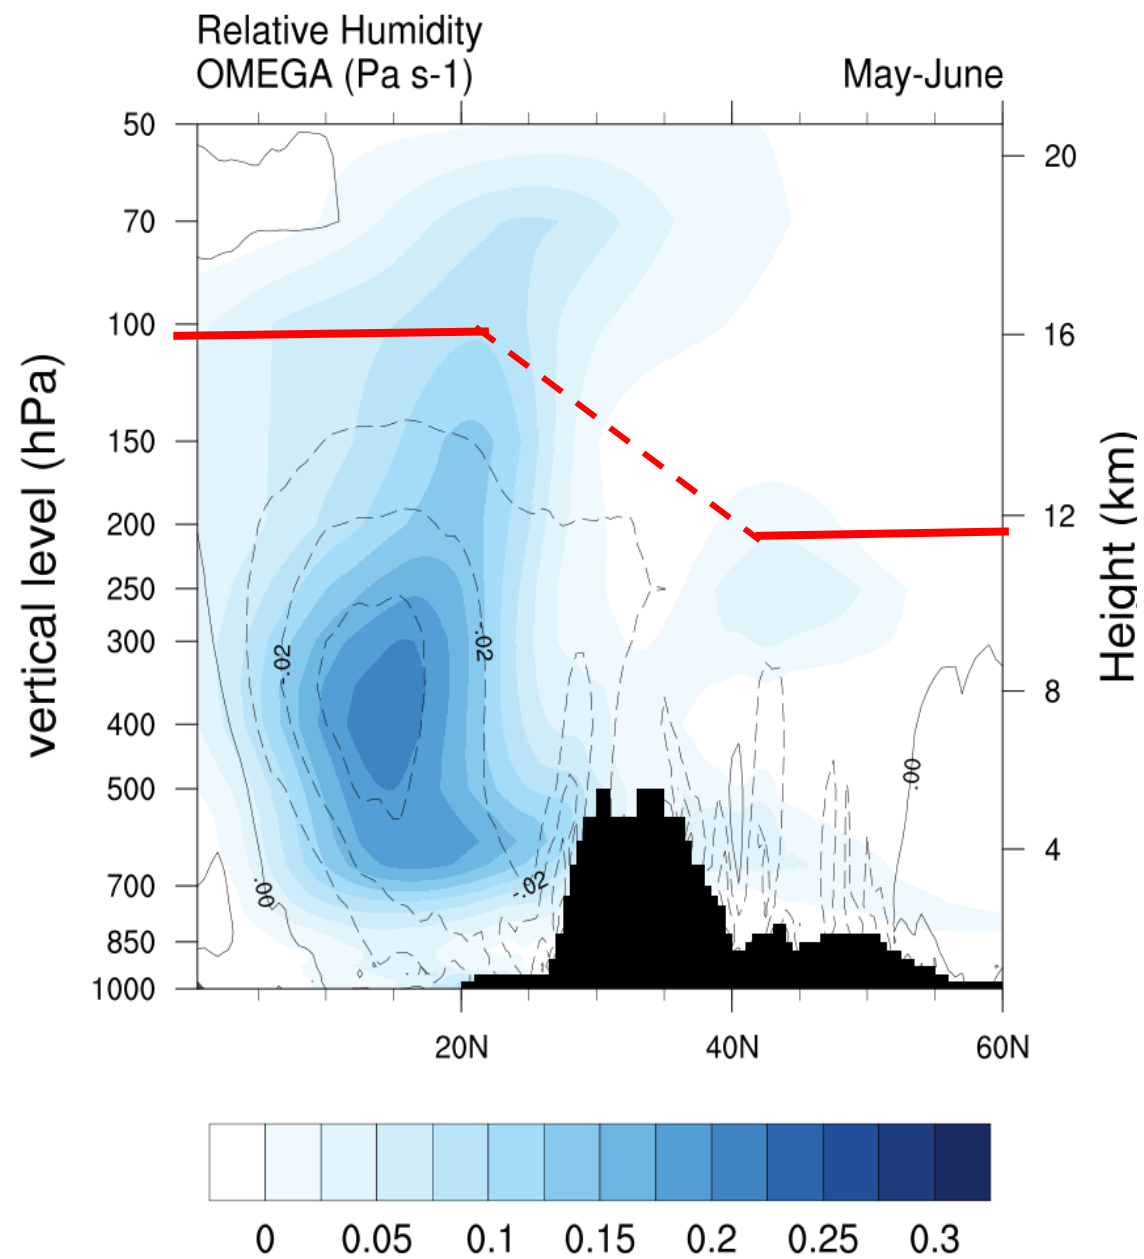 Relative Humidity
OMEGA (Pa s-1)
May-June
50
70
100
150
200
250
300
400
500
700
850
1000
vertical level (hPa)
20
16
12
8
4
Height (km)
-.02
-.02
-.02
.00
.00
20N
40N
60N
0 0.05 0.1 0.15 0.2 0.25 0.3